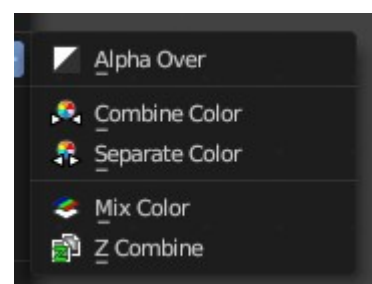 Alpha Over
Combine Color
Separate Color
Mix Color
Z Combine